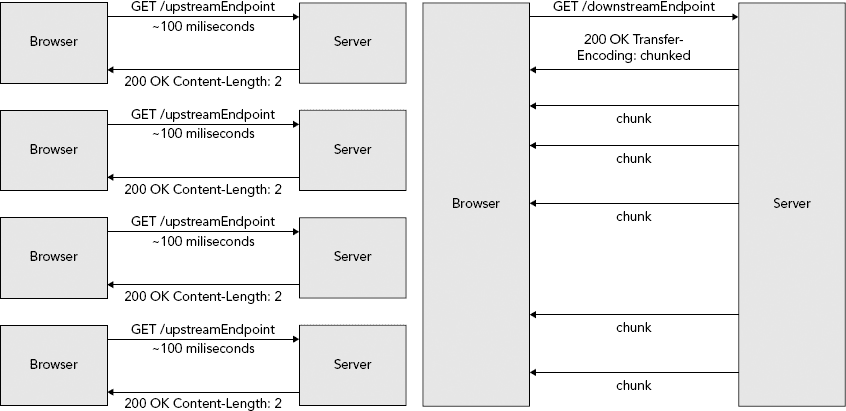 GET /upstreamEndpoint
~100 miliseconds
Browser
Server
200 OK Content-Length: 2
GET /upstreamEndpoint
~100 miliseconds
Browser
Server
200 OK Content-Length: 2
GET /upstreamEndpoint
~100 miliseconds
Browser
Server
200 OK Content-Length: 2
GET /upstreamEndpoint
~100 miliseconds
Browser
Server
200 OK Content-Length: 2
GET /downstreamEndpoint
200 OK Transfer-
Encoding: chunked
chunk
chunk
Browser
Server
chunk
chunk
chunk